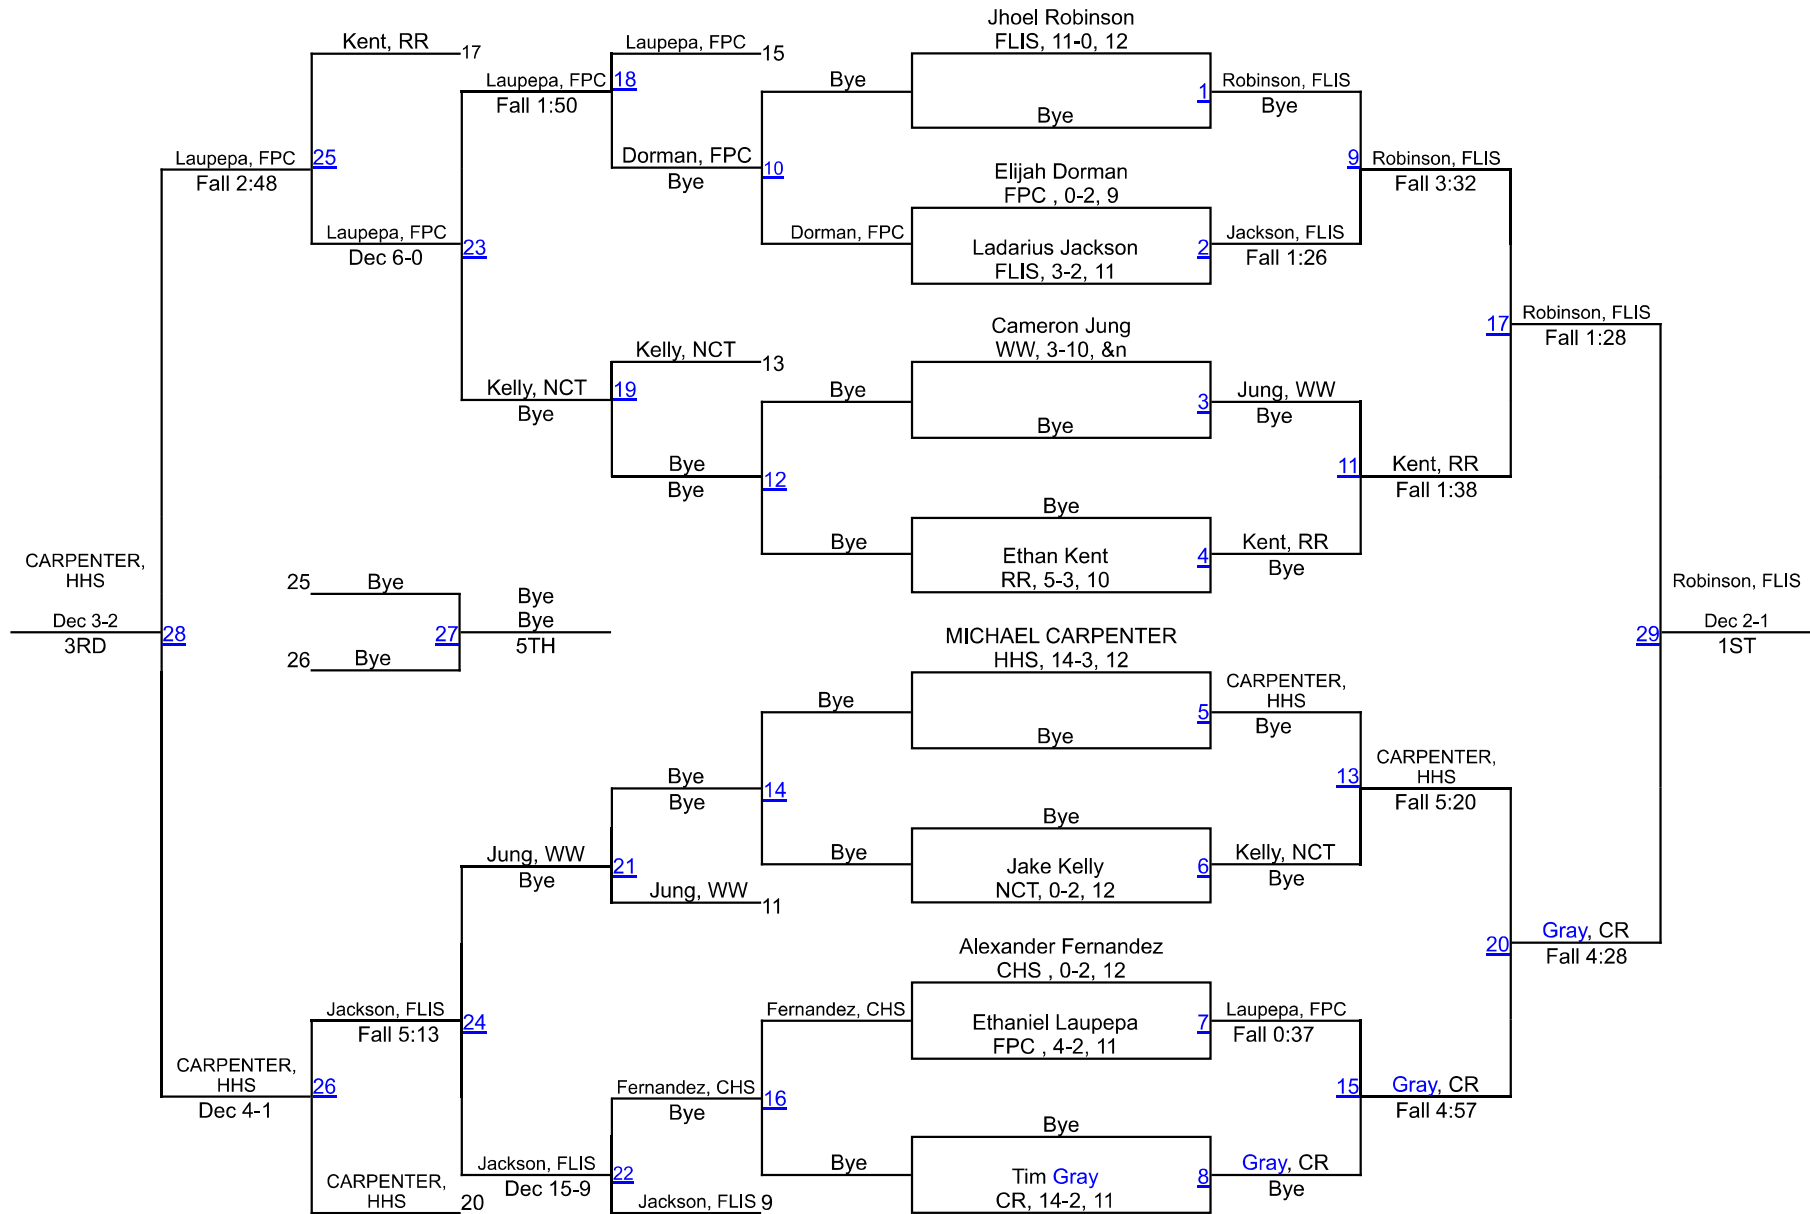 Jhoel Robinson
FLIS, 11-0, 12
Kent, RR
17
Laupepa, FPC
15
Laupepa, FPC
18
Fall 1:50
Bye
1
Robinson, FLIS
Bye
Bye
Laupepa, FPC
25
Fall 2:48
Dorman, FPC
10
Bye
Elijah Dorman
FPC , 0-2, 9
9
Robinson, FLIS
Fall 3:32
Laupepa, FPC
23
Dec 6-0
Dorman, FPC
Ladarius Jackson
FLIS, 3-2, 11
2
Jackson, FLIS
Fall 1:26
Cameron Jung
WW, 3-10, &n
17
Robinson, FLIS
Fall 1:28
Kelly, NCT
13
Kelly, NCT
19
Bye
Bye
3
Jung, WW
Bye
Bye
Bye
12
Bye
11
Kent, RR
Fall 1:38
Bye
Bye
Ethan Kent
RR, 5-3, 10
4
Kent, RR
Bye
CARPENTER,
HHS
Dec 3-2
28
3RD
25
Bye
26
Bye
27
Bye
Bye
5TH
Robinson, FLIS
29
Dec 2-1
1ST
MICHAEL CARPENTER
HHS, 14-3, 12
Bye
5
CARPENTER,
HHS
Bye
Bye
Bye
14
Bye
13
CARPENTER,
HHS
Fall 5:20
Bye
Bye
Jake Kelly
NCT, 0-2, 12
6
Kelly, NCT
Bye
Jung, WW
21
Bye
Jung, WW
11
Alexander Fernandez
CHS , 0-2, 12
20
Gray, CR
Fall 4:28
Jackson, FLIS
24
Fall 5:13
Fernandez, CHS
Ethaniel Laupepa
FPC , 4-2, 11
7
Laupepa, FPC
Fall 0:37
CARPENTER,
HHS
26
Dec 4-1
Fernandez, CHS
16
Bye
15
Gray, CR
Fall 4:57
Bye
Jackson, FLIS
22
Dec 15-9
Bye
Tim Gray
CR, 14-2, 11
8
Gray, CR
Bye
CARPENTER,
HHS
20
Jackson, FLIS
9